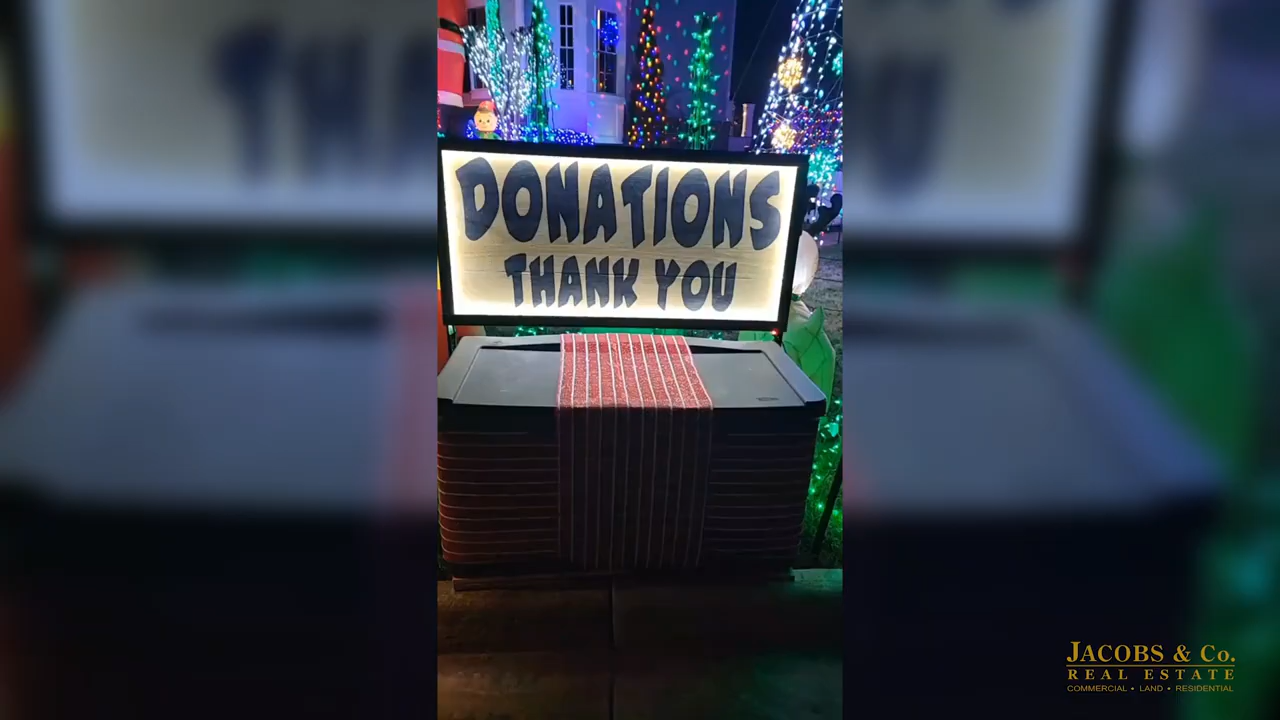 DONATIONS
THANK YOU
JACOBS & Co.
REAL ESTATE
COMMERCIAL • LAND • RESIDENTIAL